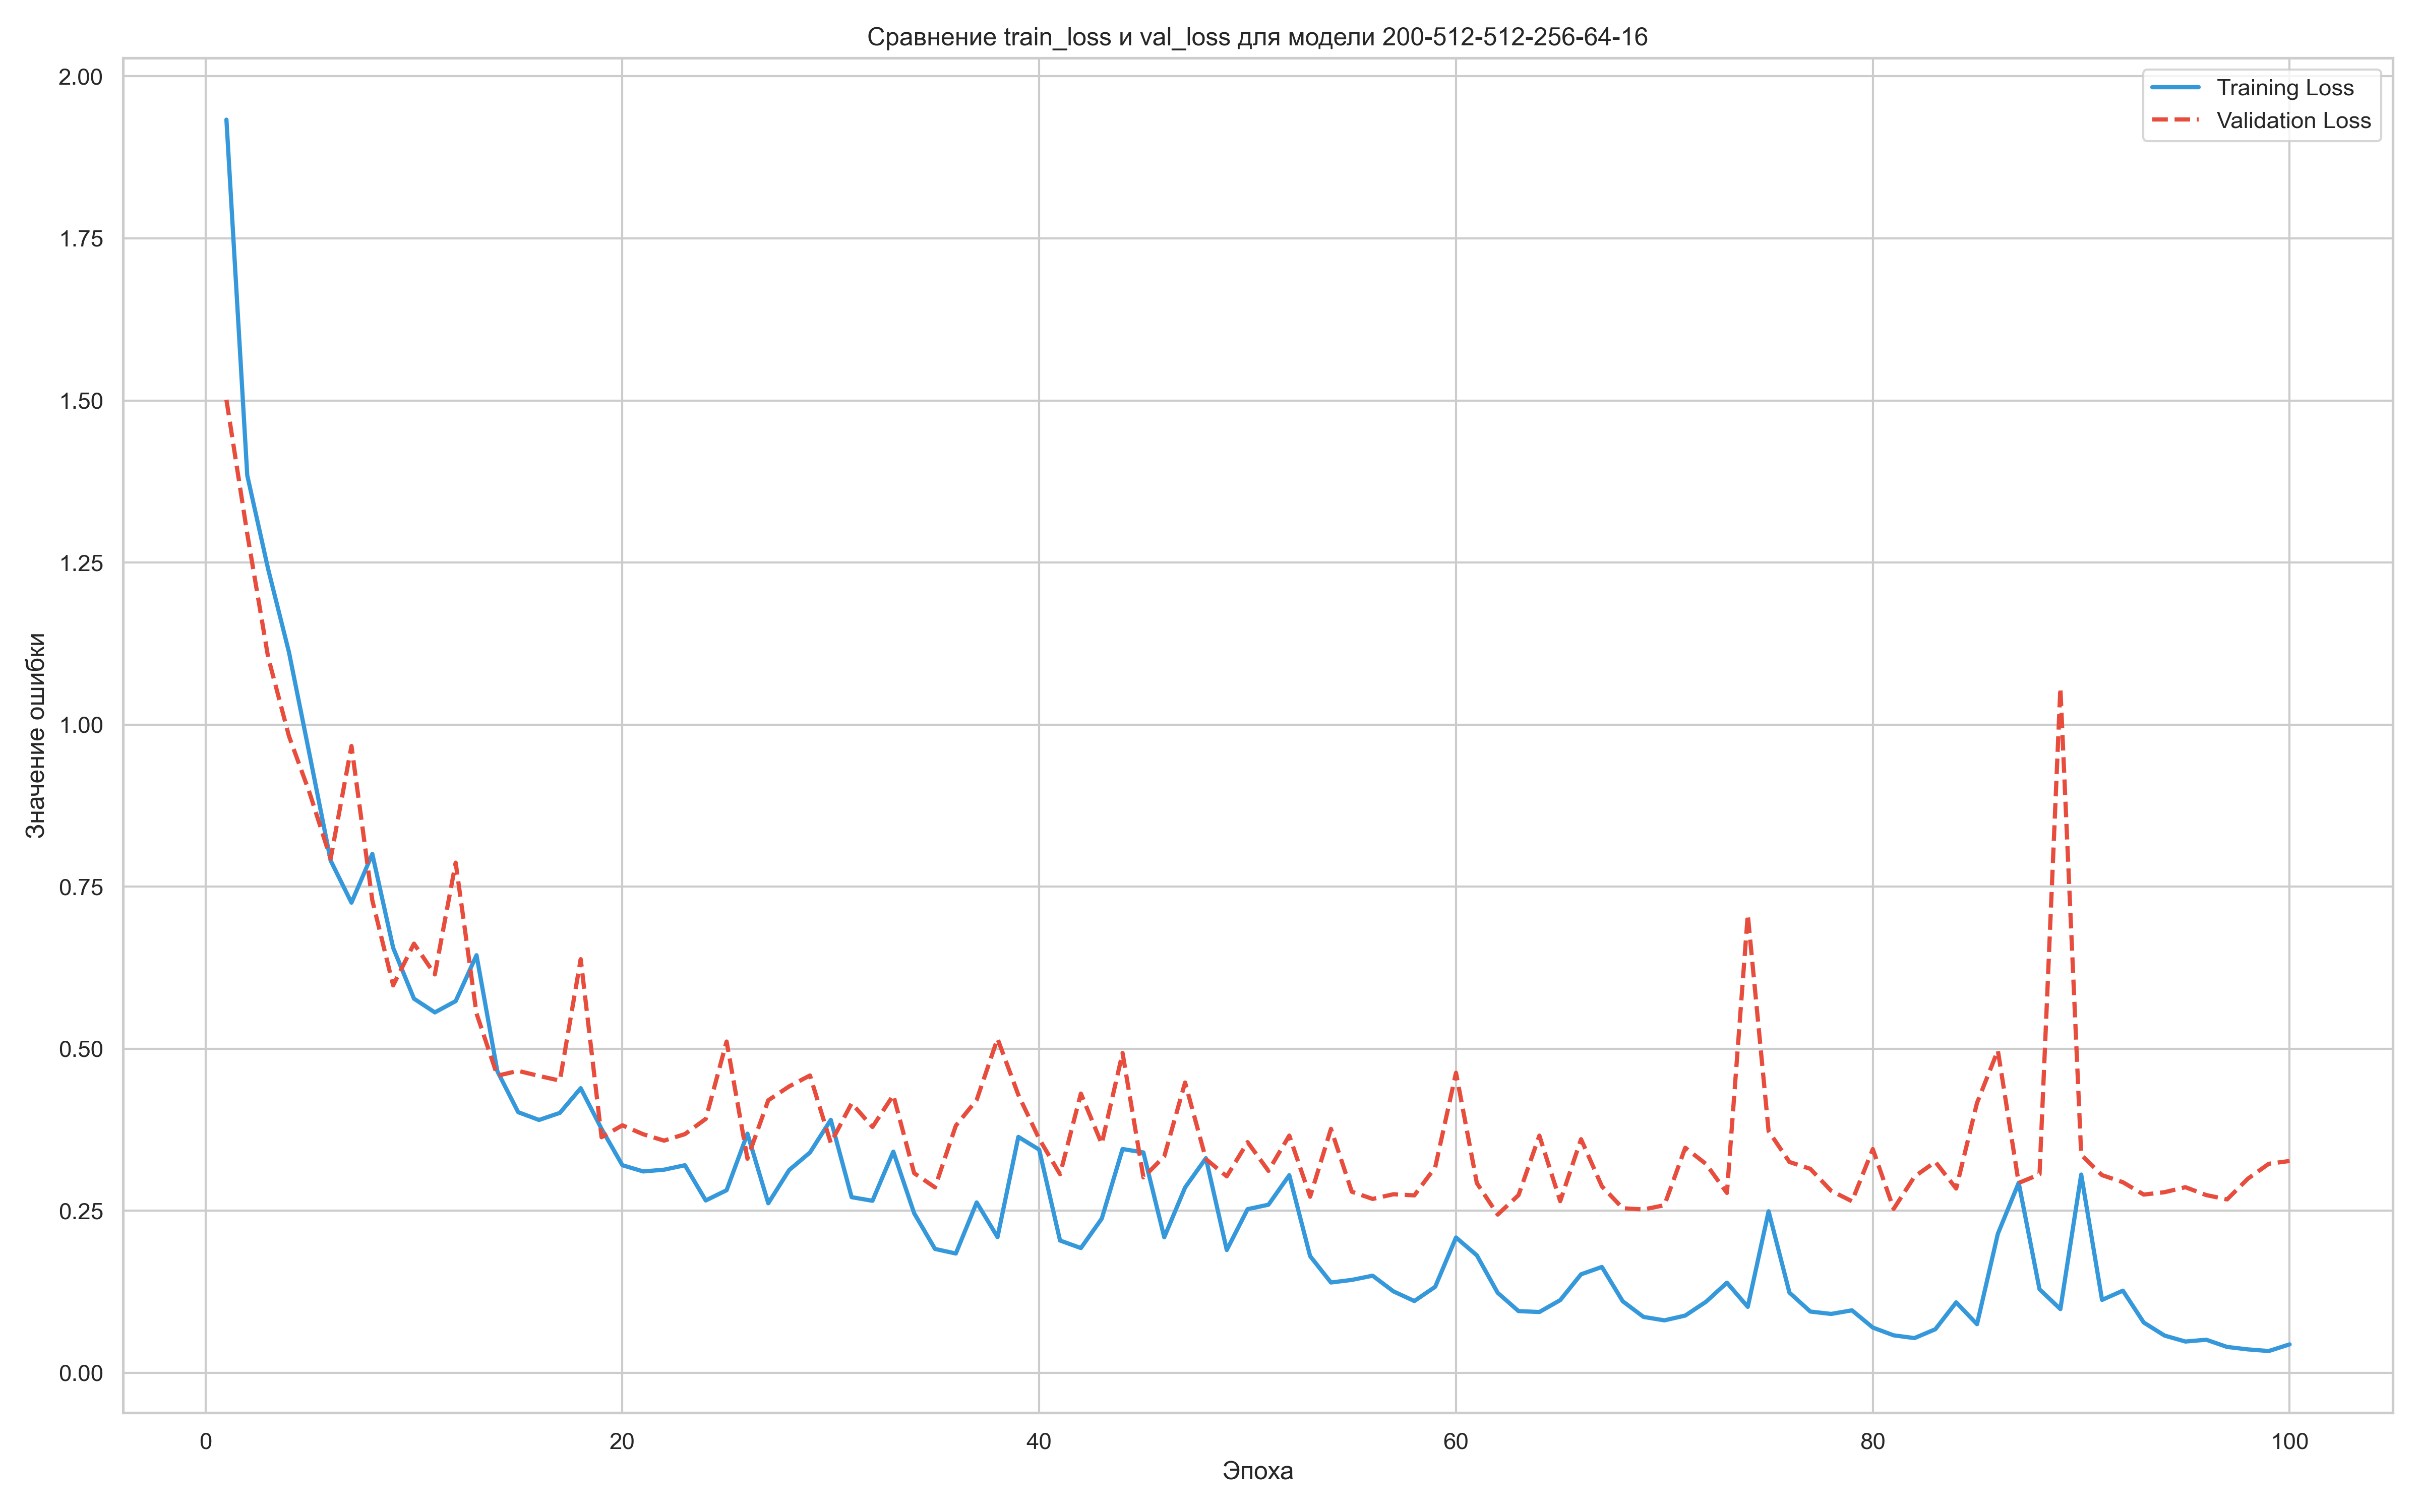 Сравнение train_loss и val_loss для модели 200-512-512-256-64-16
Training Loss
Validation Loss
2.00
1.75
1.50
1.25
1.00
0.75
0.50
0.25
0.00
Значение ошибки
0 20 40 60 80 100
Эпоха